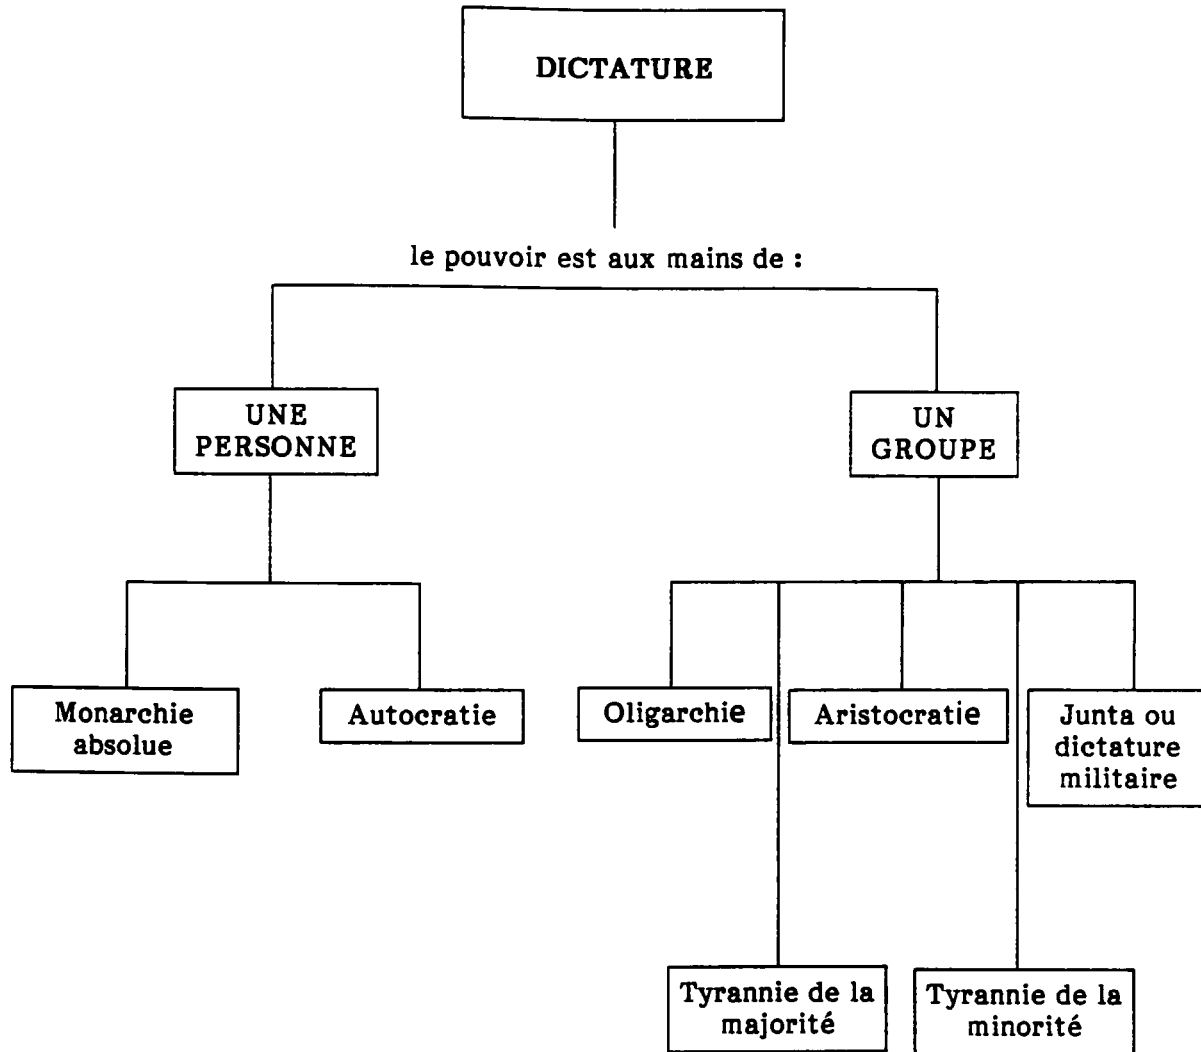 DICTATURE
le pouvoir est aux mains de :
UNE
PERSONNE
UN
GROUPE
Monarchie
absolue
Autocratie
Oligarchie
Aristocratie
Junta ou
dictature
militaire
Tyrannie de la
majorité
Tyrannie de la
minorité